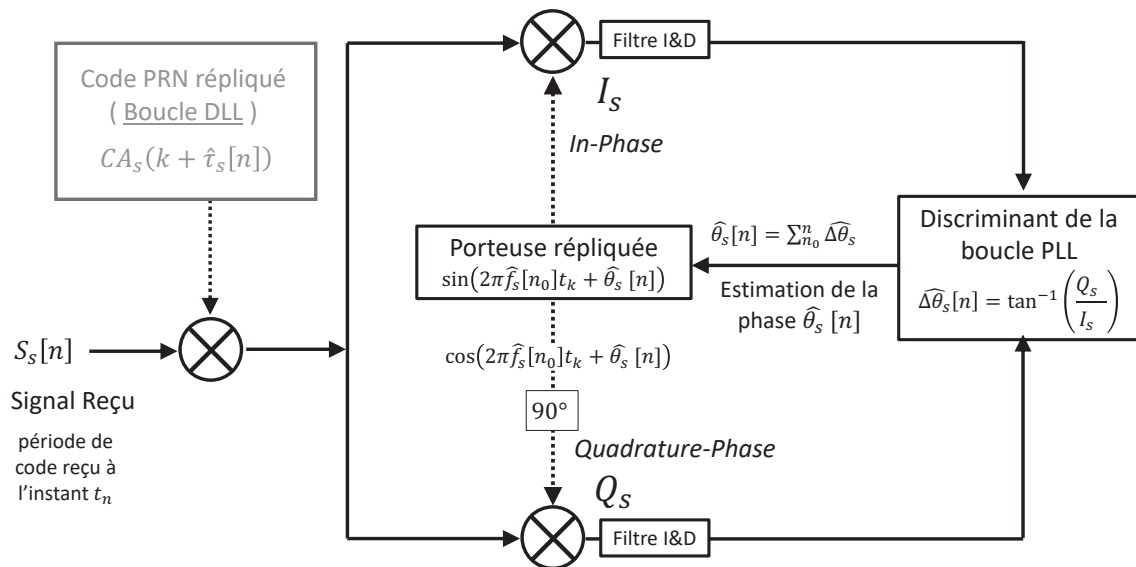 Code PRN répliqué
( Boucle DLL )
CA_s(k + τ̂_s[n])
Filtre I&D
I_s
In-Phase
Porteuse répliquée
sin(2πf̂_s[n_0]t_k + θ̂_s [n])
θ̂_s[n] = ∑_{n_0}^{n} Δθ̂_s
Estimation de la
phase θ̂_s [n]
Discriminant de la
boucle PLL
Δθ̂_s[n] = tan⁻¹(Q_s/I_s)
S_s[n]
Signal Reçu
période de
code reçu à
l'instant t_n
cos(2πf̂_s[n_0]t_k + θ̂_s [n])
90°
Quadrature-Phase
Q_s
Filtre I&D